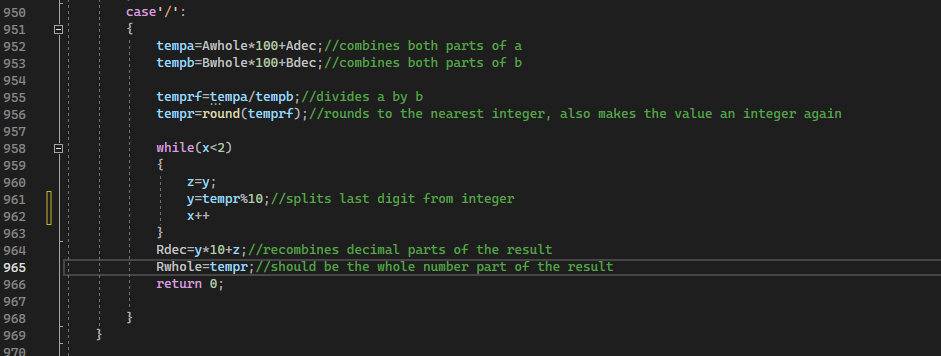 950 case'/':
951 {
952 tempa=Awhole*100+Adec;//combines both parts of a
953 tempb=Bwhole*100+Bdec;//combines both parts of b
954
955 temprf=tempa/tempb;//divides a by b
956 tempr=round(temprf);//rounds to the nearest integer, also makes the value an integer again
957
958 while(x<2)
959 {
960 z=y;
961 y=tempr%10;//splits last digit from integer
962 x++
963 }
964 Rdec=y*10+z;//recombines decimal parts of the result
965 Rwhole=tempr;//should be the whole number part of the result
966 return 0;
967
968 }
969 }
970